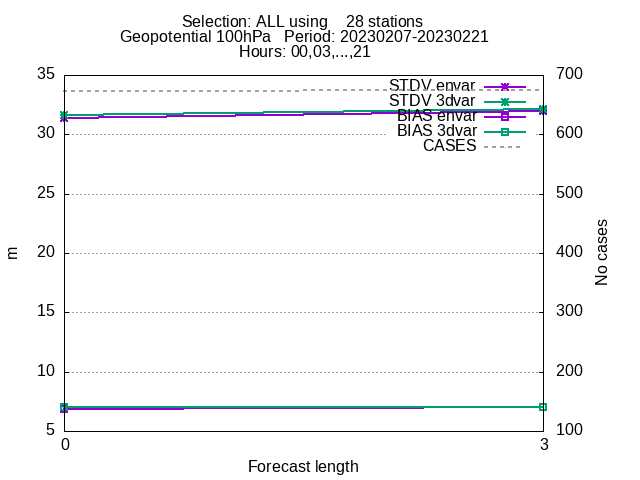 Selection: ALL using    28 stations
Geopotential 100hPa   Period: 20230207-20230221
Hours: 00,03,...,21
35
30
25
20
15
10
5
m
700
600
500
400
300
200
100
No cases
STDV envar
STDV 3dvar
BIAS envar
BIAS 3dvar
CASES
0
3
Forecast length